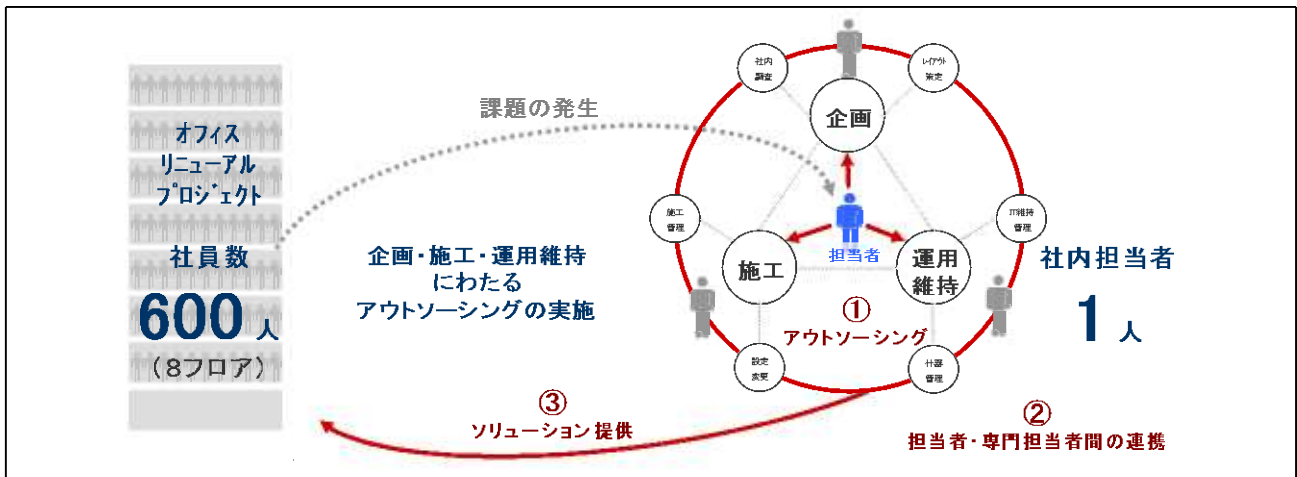 オフィス
リニューアル
プロジェクト
社員数
600人
（8フロア）
課題の発生
企画・施工・運用維持
にわたる
アウトソーシングの実施
社内
調査
レイアウト
策定
企画
施工
管理
IT維持
管理
担当者
施工
運用
維持
①
アウトソーシング
設定
変更
什器
管理
社内担当者
1人
③
ソリューション提供
②
担当者・専門担当者間の連携